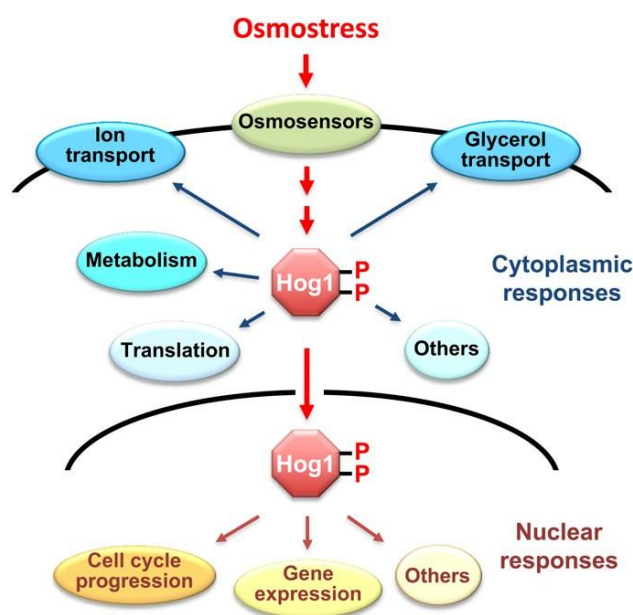 Osmostress
Osmosensors
Ion
transport
Glycerol
transport
Metabolism
Hog1
P
P
Cytoplasmic
responses
Translation
Others
Hog1
P
P
Nuclear
responses
Cell cycle
progression
Gene
expression
Others